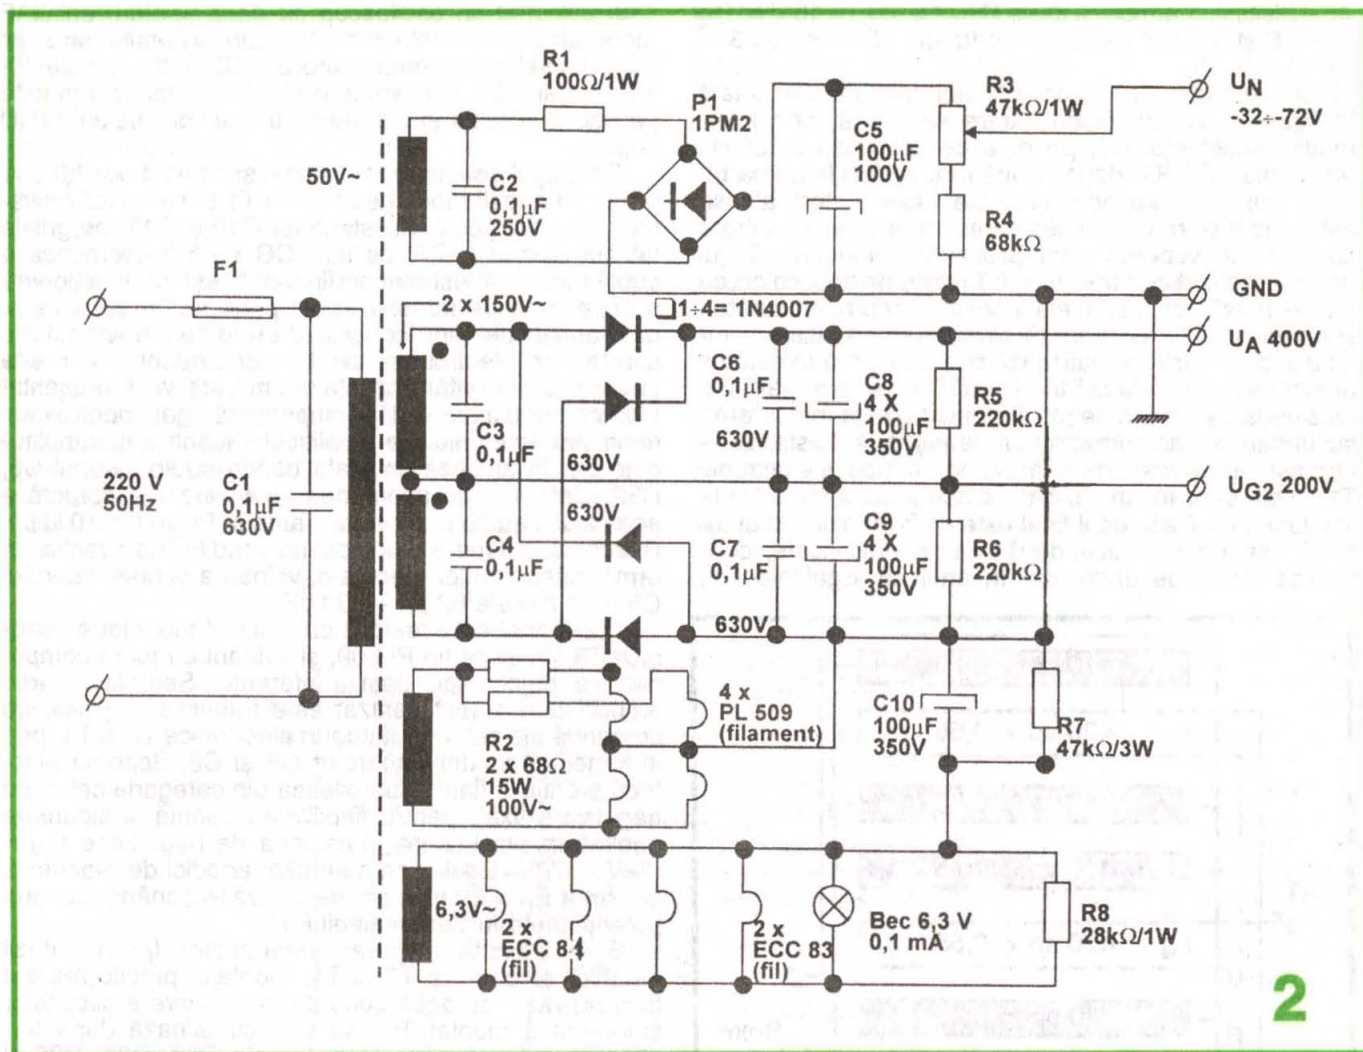 R1
100Ω/1W
P1
1PM2
50V~
C2
0,1μF
250V
C5
100μF
100V
R3
47kΩ/1W
U_N
-32÷-72V
R4
68kΩ
F1
2 x 150V~
1÷4=1N4007
GND
U_A 400V
C6
0,1μF
630V
C8
4 x
100μF
350V
R5
220kΩ
C3
0,1μF
630V
220 V
50Hz
C1
0,1μF
630V
U_G2 200V
630V
C4
0,1μF
C7
0,1μF
630V
C9
4 x
100μF
350V
R6
220kΩ
R2
2 x 68Ω
15W
100V~
4 x
PL 509
(filament)
C10
100μF
350V
R7
47kΩ/3W
6,3V~
2x
ECC 84
(fil)
2 x
ECC 83
(fil)
Bec 6,3 V
0,1 mA
R8
28kΩ/1W
2